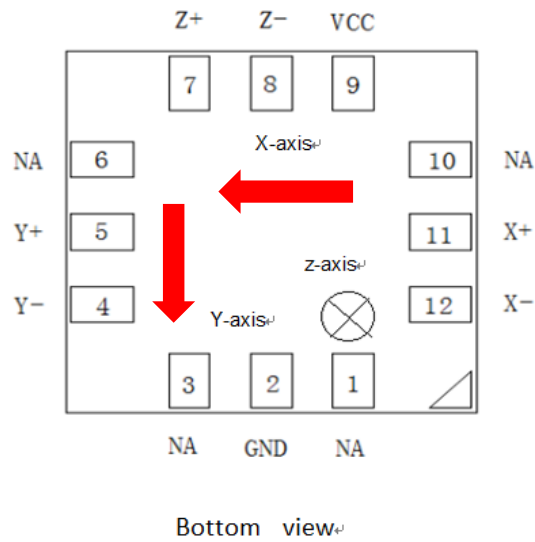 Z+ Z- VCC
7 8 9
X-axis
NA 6 10 NA
Y+ 5 11 X+
z-axis
Y- 4 12 X-
Y-axis
3 2 1
NA GND NA
Bottom view